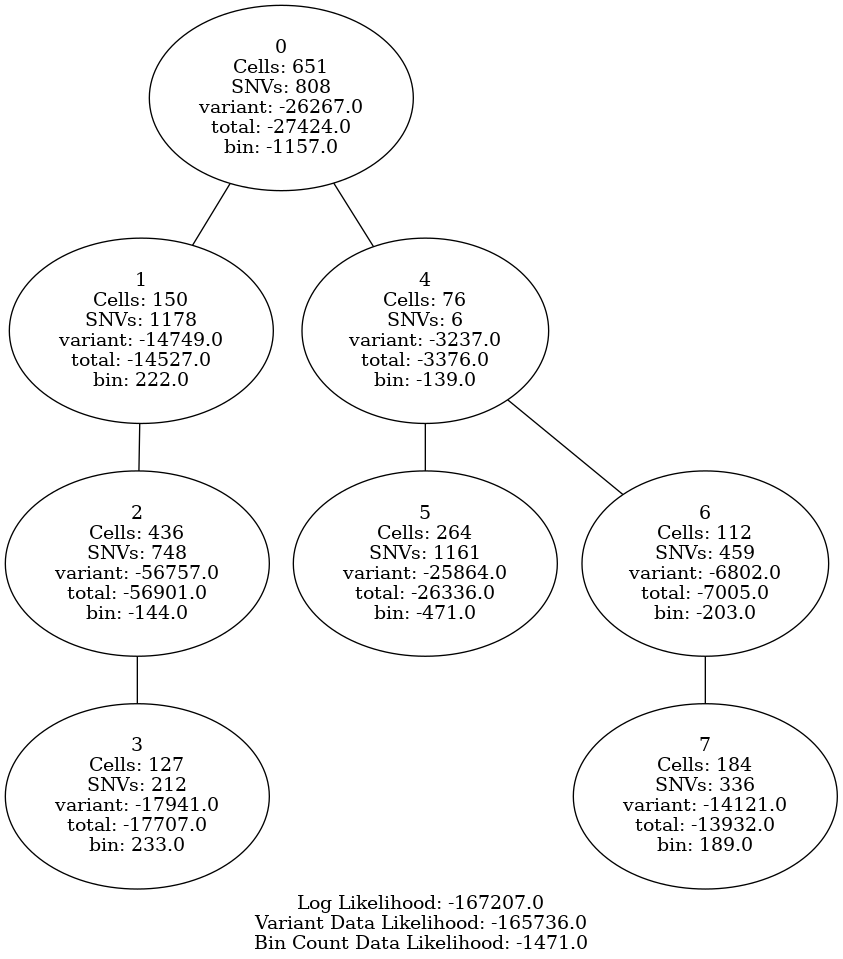 0
Cells: 651
SNVs: 808
variant: -26267.0
total: -27424.0
bin: -1157.0
1
Cells: 150
SNVs: 1178
variant: -14749.0
total: -14527.0
bin: 222.0
4
Cells: 76
SNVs: 6
variant: -3237.0
total: -3376.0
bin: -139.0
2
Cells: 436
SNVs: 748
variant: -56757.0
total: -56901.0
bin: -144.0
5
Cells: 264
SNVs: 1161
variant: -25864.0
total: -26336.0
bin: -471.0
6
Cells: 112
SNVs: 459
variant: -6802.0
total: -7005.0
bin: -203.0
3
Cells: 127
SNVs: 212
variant: -17941.0
total: -17707.0
bin: 233.0
7
Cells: 184
SNVs: 336
variant: -14121.0
total: -13932.0
bin: 189.0
Log Likelihood: -167207.0
Variant Data Likelihood: -165736.0
Bin Count Data Likelihood: -1471.0